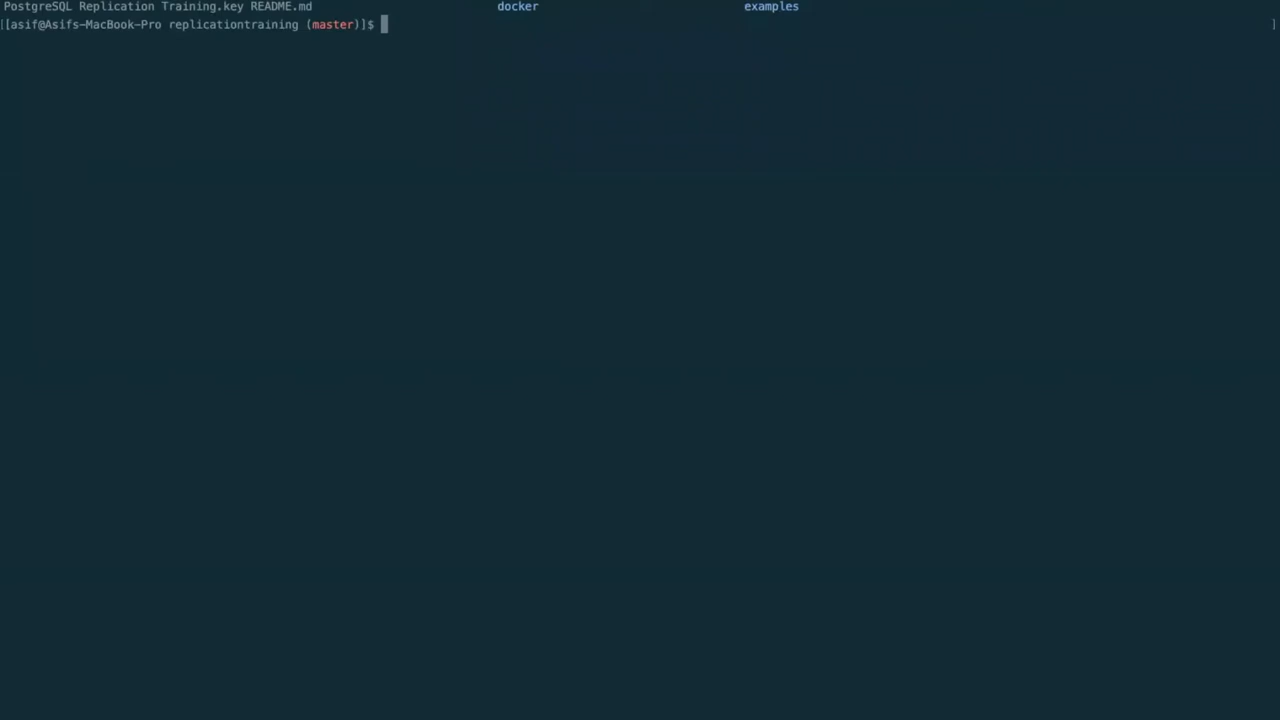 PostgreSQL Replication Training.key README.md docker examples
[[asif@Asifs-MacBook-Pro replicationtraining (master)]$ ]